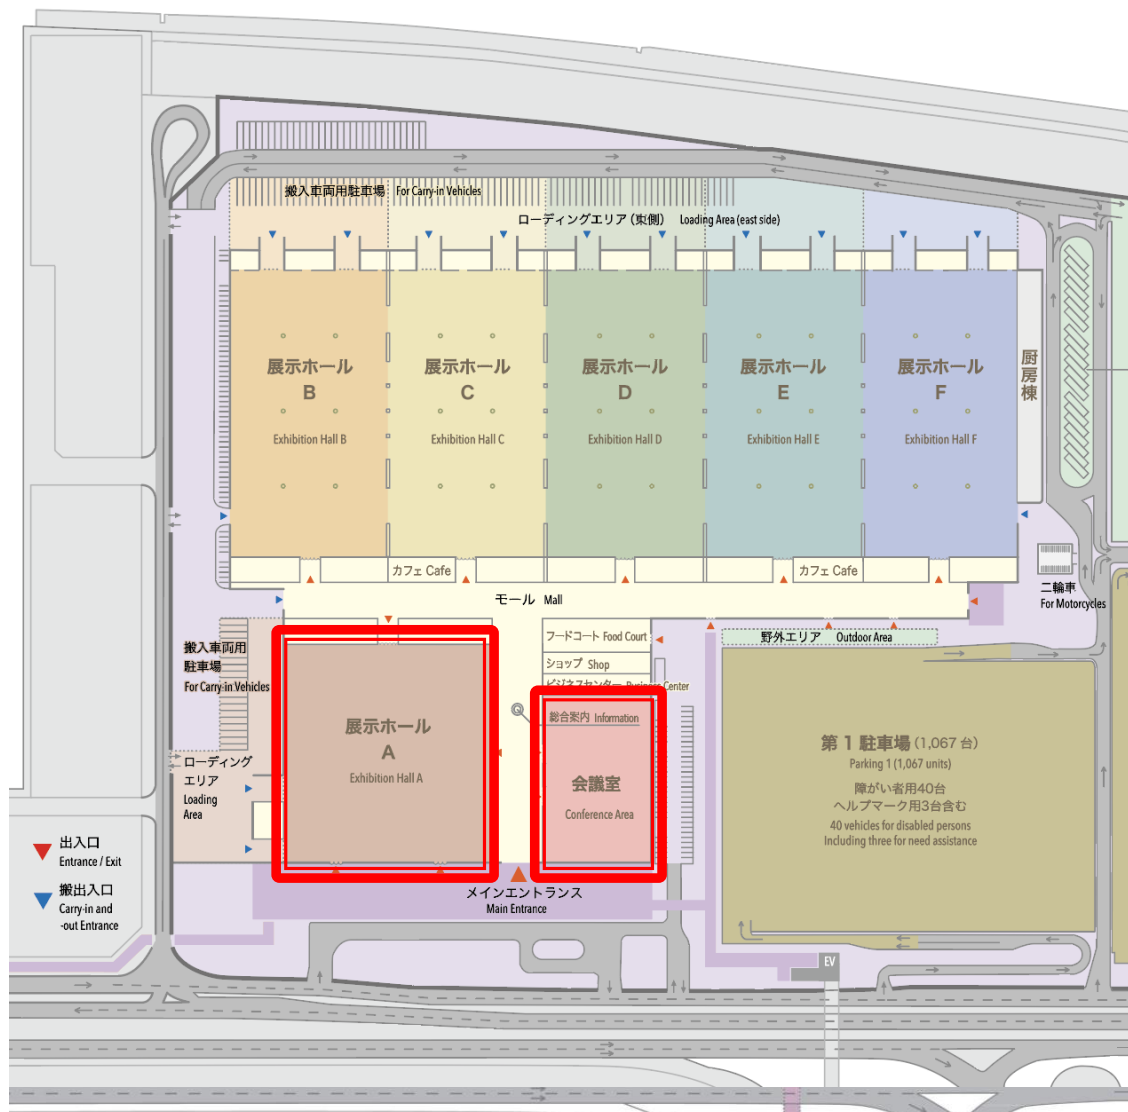 搬入車両用駐車場 For Carry-in Vehicles
ローディングエリア（東側） Loading Area (east side)
展示ホール
B
Exhibition Hall B
展示ホール
C
Exhibition Hall C
展示ホール
D
Exhibition Hall D
展示ホール
E
Exhibition Hall E
展示ホール
F
Exhibition Hall F
厨房棟
カフェ Cafe
カフェ Cafe
モール Mall
二輪車
For Motorcycles
搬入車両用
駐車場
For Carry-in Vehicles
フードコート Food Court
ショップ Shop
ビジネスセンター Business Center
総合案内 Information
野外エリア Outdoor Area
展示ホール
A
Exhibition Hall A
会議室
Conference Area
ローディング
エリア
Loading
Area
第 1 駐車場 (1,067 台)
Parking 1 (1,067 units)
障がい者用40台
ヘルプマーク用3台含む
40 vehicles for disabled persons
Including three for need assistance
出入口
Entrance / Exit
搬出入口
Carry-in and
-out Entrance
メインエントランス
Main Entrance
EV